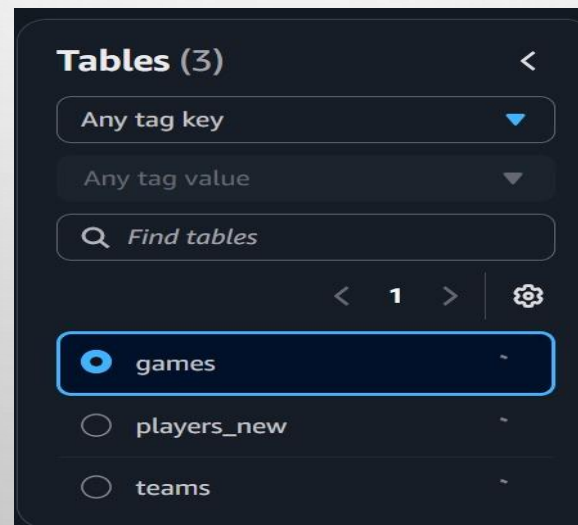 Tables (3)
Any tag key
Any tag value
Find tables
1
games
players_new
teams